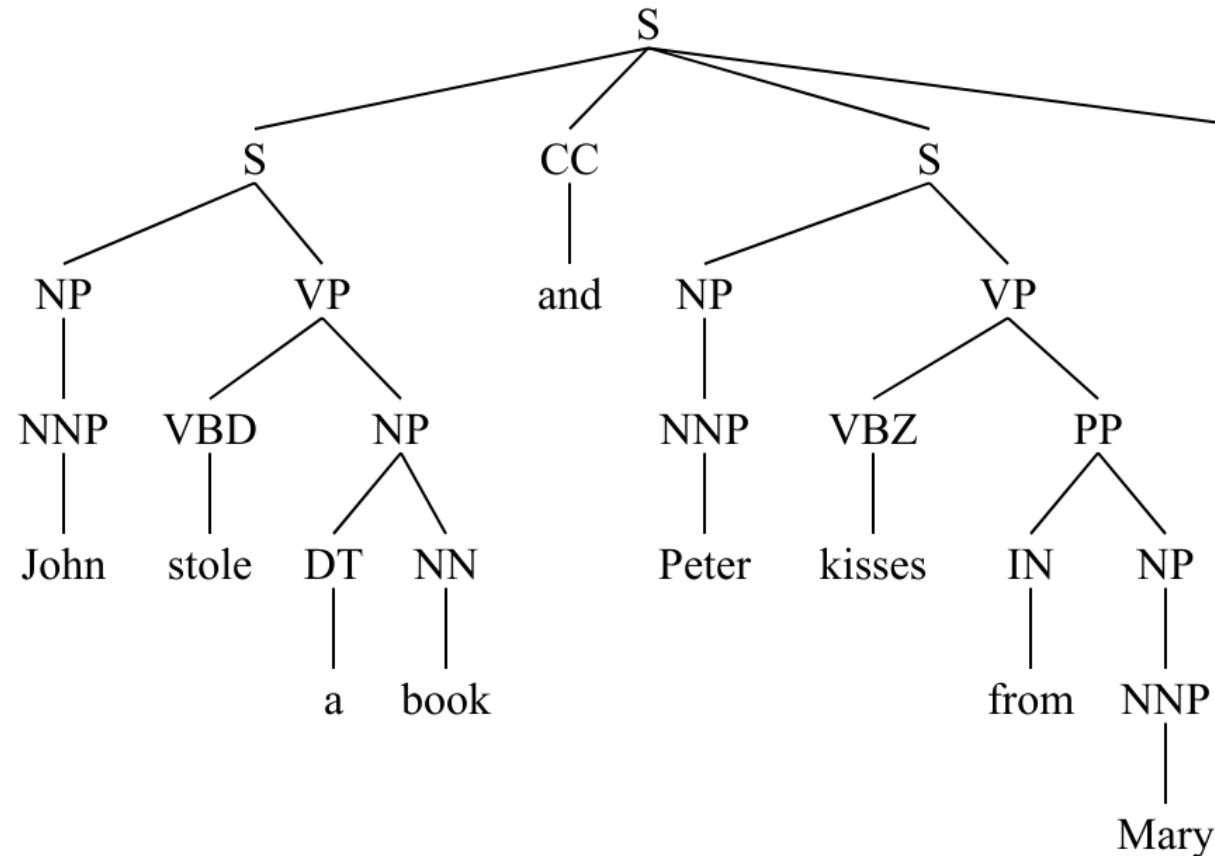 S
S CC S
NP VP and NP VP
NNP VBD NP NNP VBZ PP
John stole DT NN Peter kisses IN NP
a book from NNP
Mary